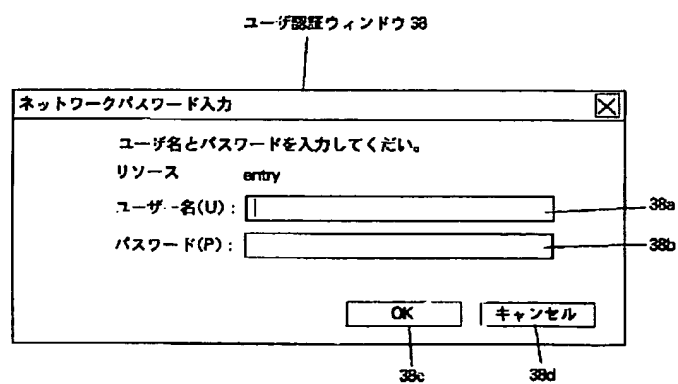 ユーザ認証ウィンドウ 38
ネットワークパスワード入力
ユーザ名とパスワードを入力してくだい。
リソース entry
ユーザー名(U) :
38a
パスワード(P) :
38b
OK キャンセル
38c 38d